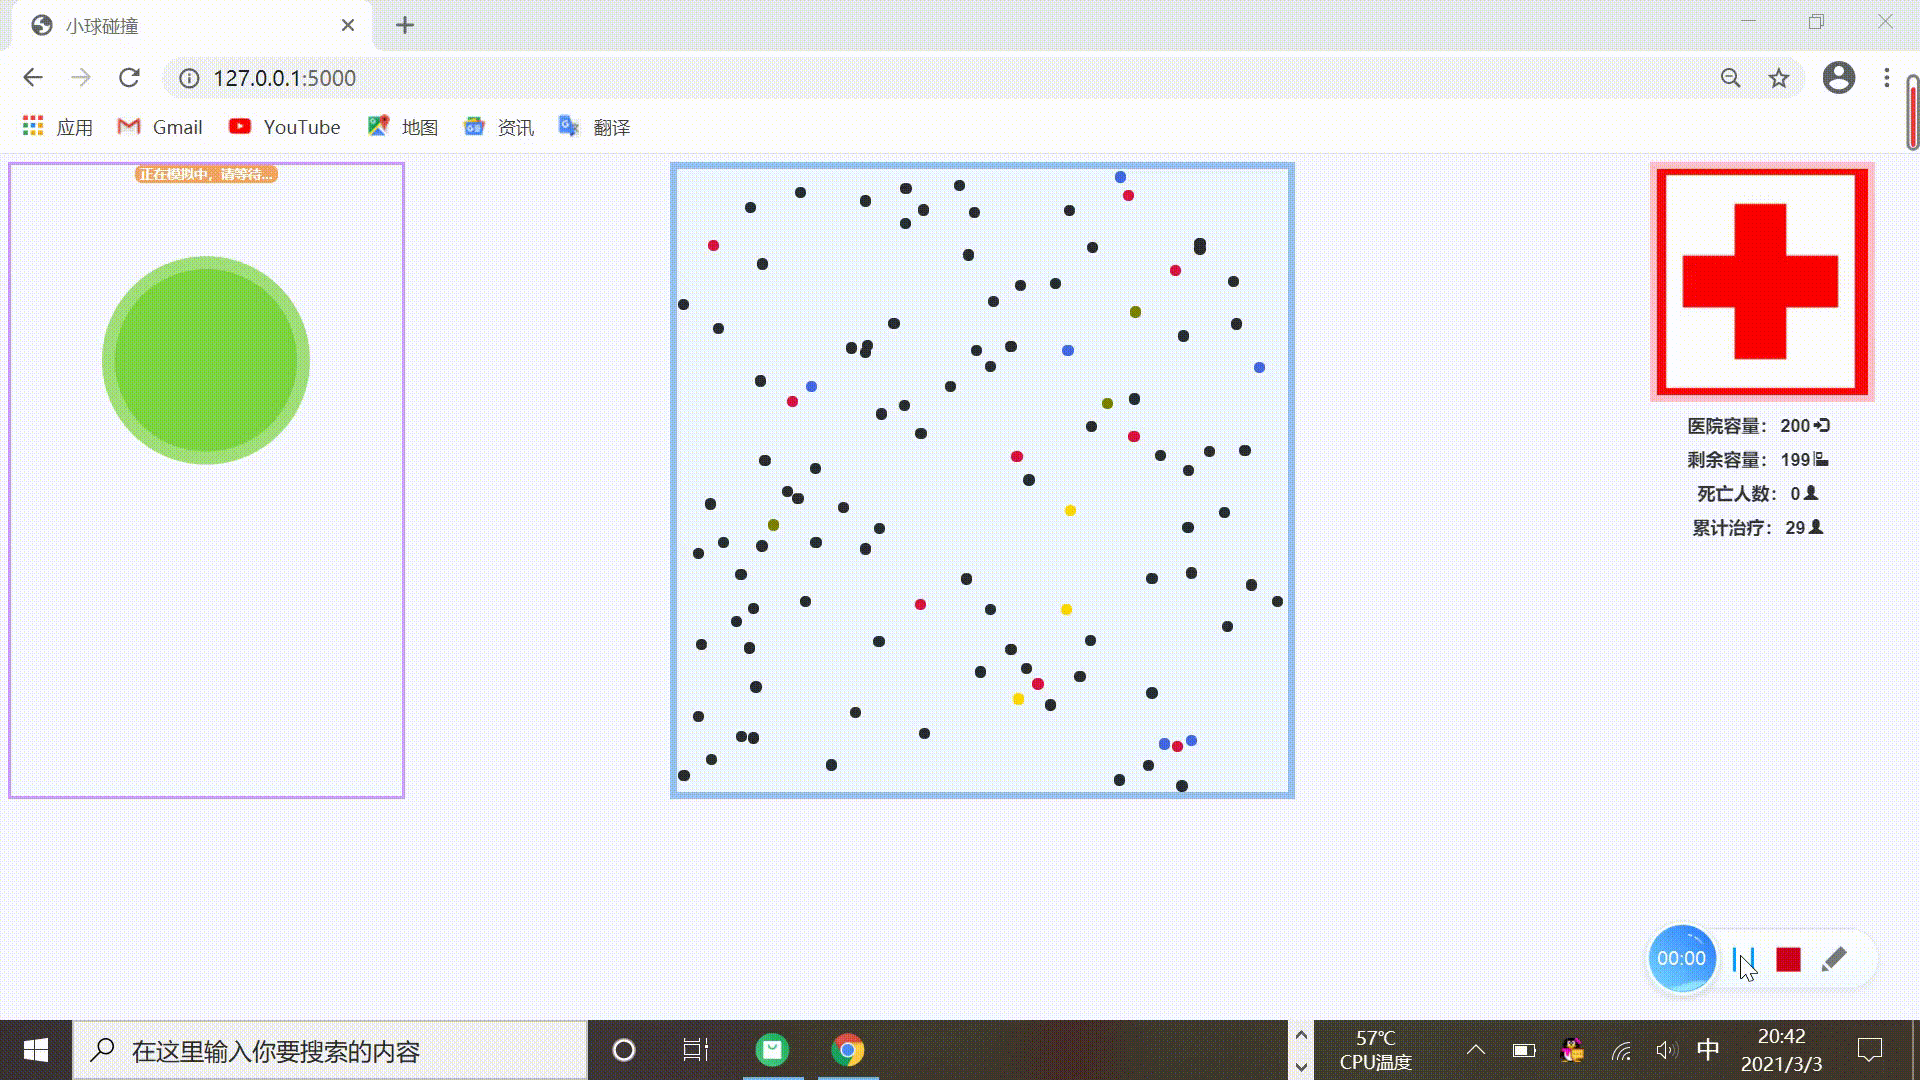 小球碰撞
127.0.0.1:5000
应用 Gmail YouTube 地图 资讯 翻译
正在模拟中，请等待...
医院容量： 200
剩余容量： 199
死亡人数： 0
累计治疗： 29
00:00
在这里输入你要搜索的内容
57℃
CPU温度
中
20:42
2021/3/3